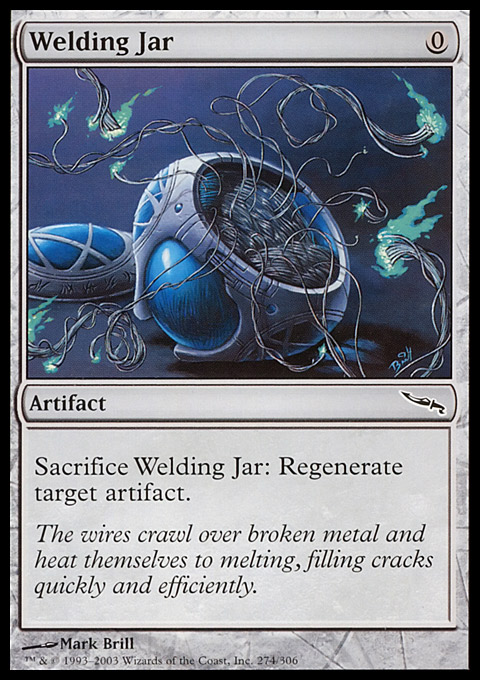 Welding Jar 0
Brill
Artifact
Sacrifice Welding Jar: Regenerate
target artifact.
The wires crawl over broken metal and
heat themselves to melting, filling cracks
quickly and efficiently.
Mark Brill
™ & © 1993-2003 Wizards of the Coast, Inc. 274/306